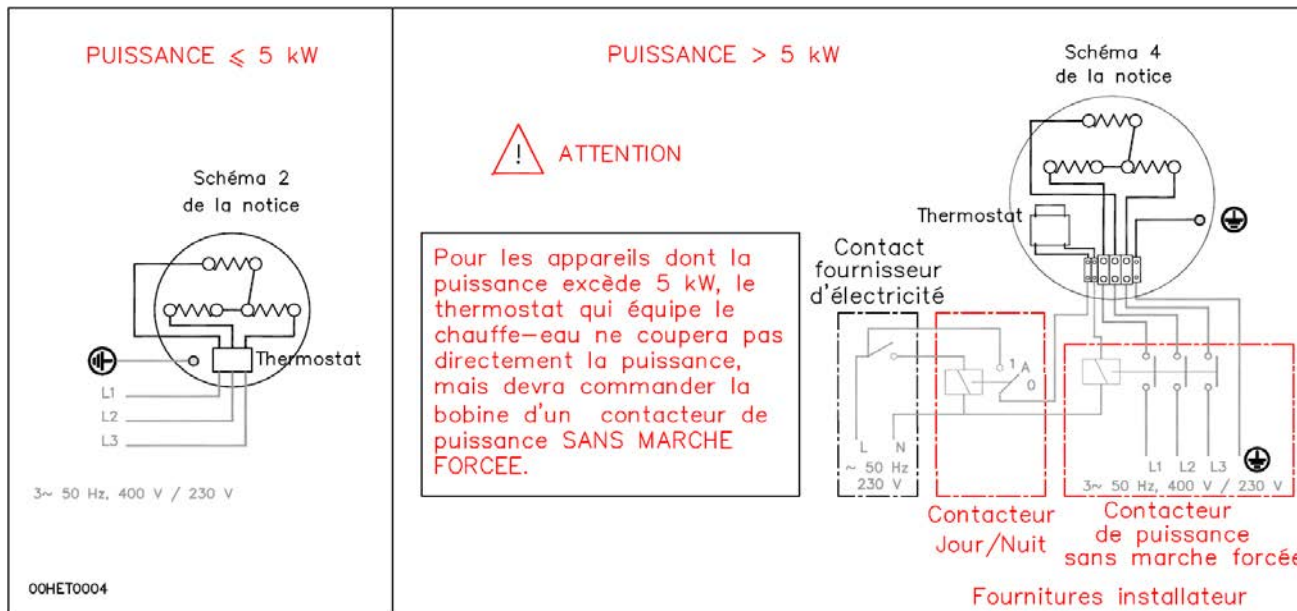 PUISSANCE ⩽ 5 kW
Schéma 2
de la notice
Thermostat
L1
L2
L3
3~ 50 Hz, 400 V / 230 V
00HET0004
PUISSANCE > 5 kW
! ATTENTION
Pour les appareils dont la
puissance excède 5 kW, le
thermostat qui équipe le
chauffe-eau ne coupera pas
directement la puissance,
mais devra commander la
bobine d'un contacteur de
puissance SANS MARCHE
FORCEE.
Schéma 4
de la notice
Thermostat
Contact
fournisseur
d'électricité
L N
~ 50 Hz
230 V
1 A
0
Contacteur
Jour/Nuit
L1 L2 L3
3~ 50 Hz, 400 V / 230 V
Contacteur
de puissance
sans marche forcée
Fournitures installateur